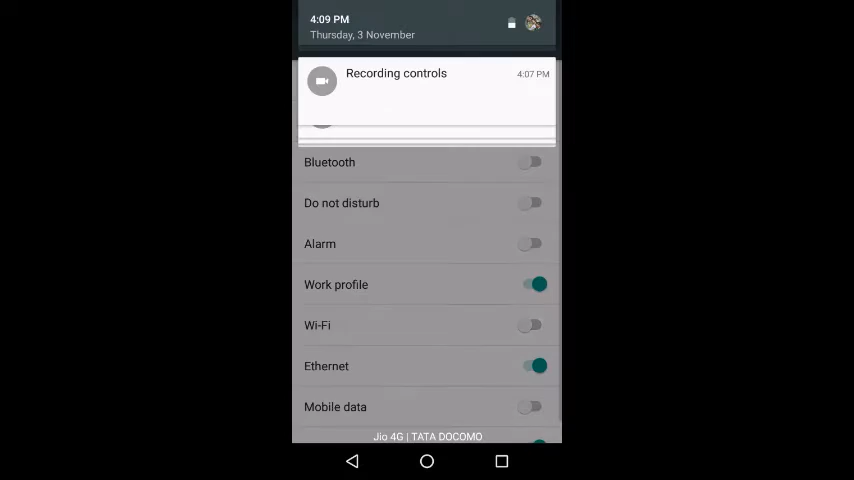 4:09 PM
Thursday, 3 November
Recording controls 4:07 PM
Bluetooth
Do not disturb
Alarm
Work profile
Wi-Fi
Ethernet
Mobile data
Jio 4G | TATA DOCOMO